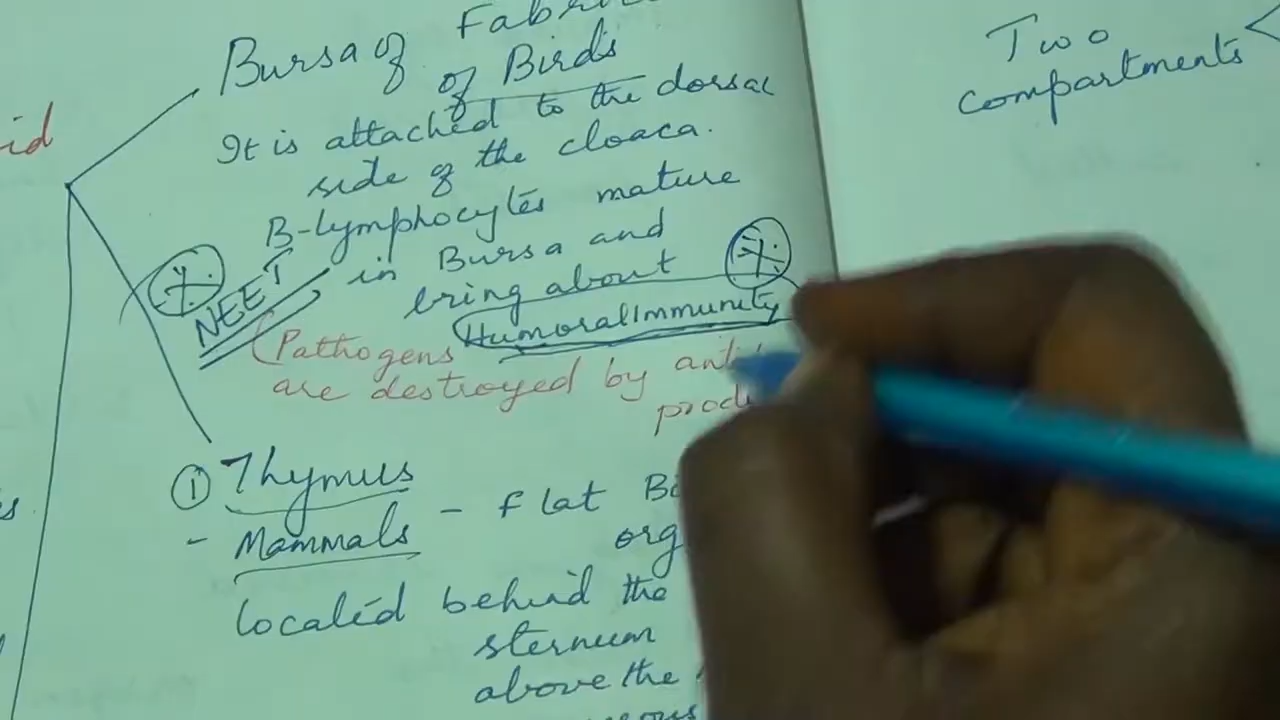 Bursa of
of Birds
It is attached to the dorsal
side of the cloaca.
B-lymphocytes mature
in Bursa and
bring about
Humoral Immunity
NEET
(Pathogens
are destroyed by
① Thymus
- Mammals - flat
located behind the
sternum
above the
Two
compartments